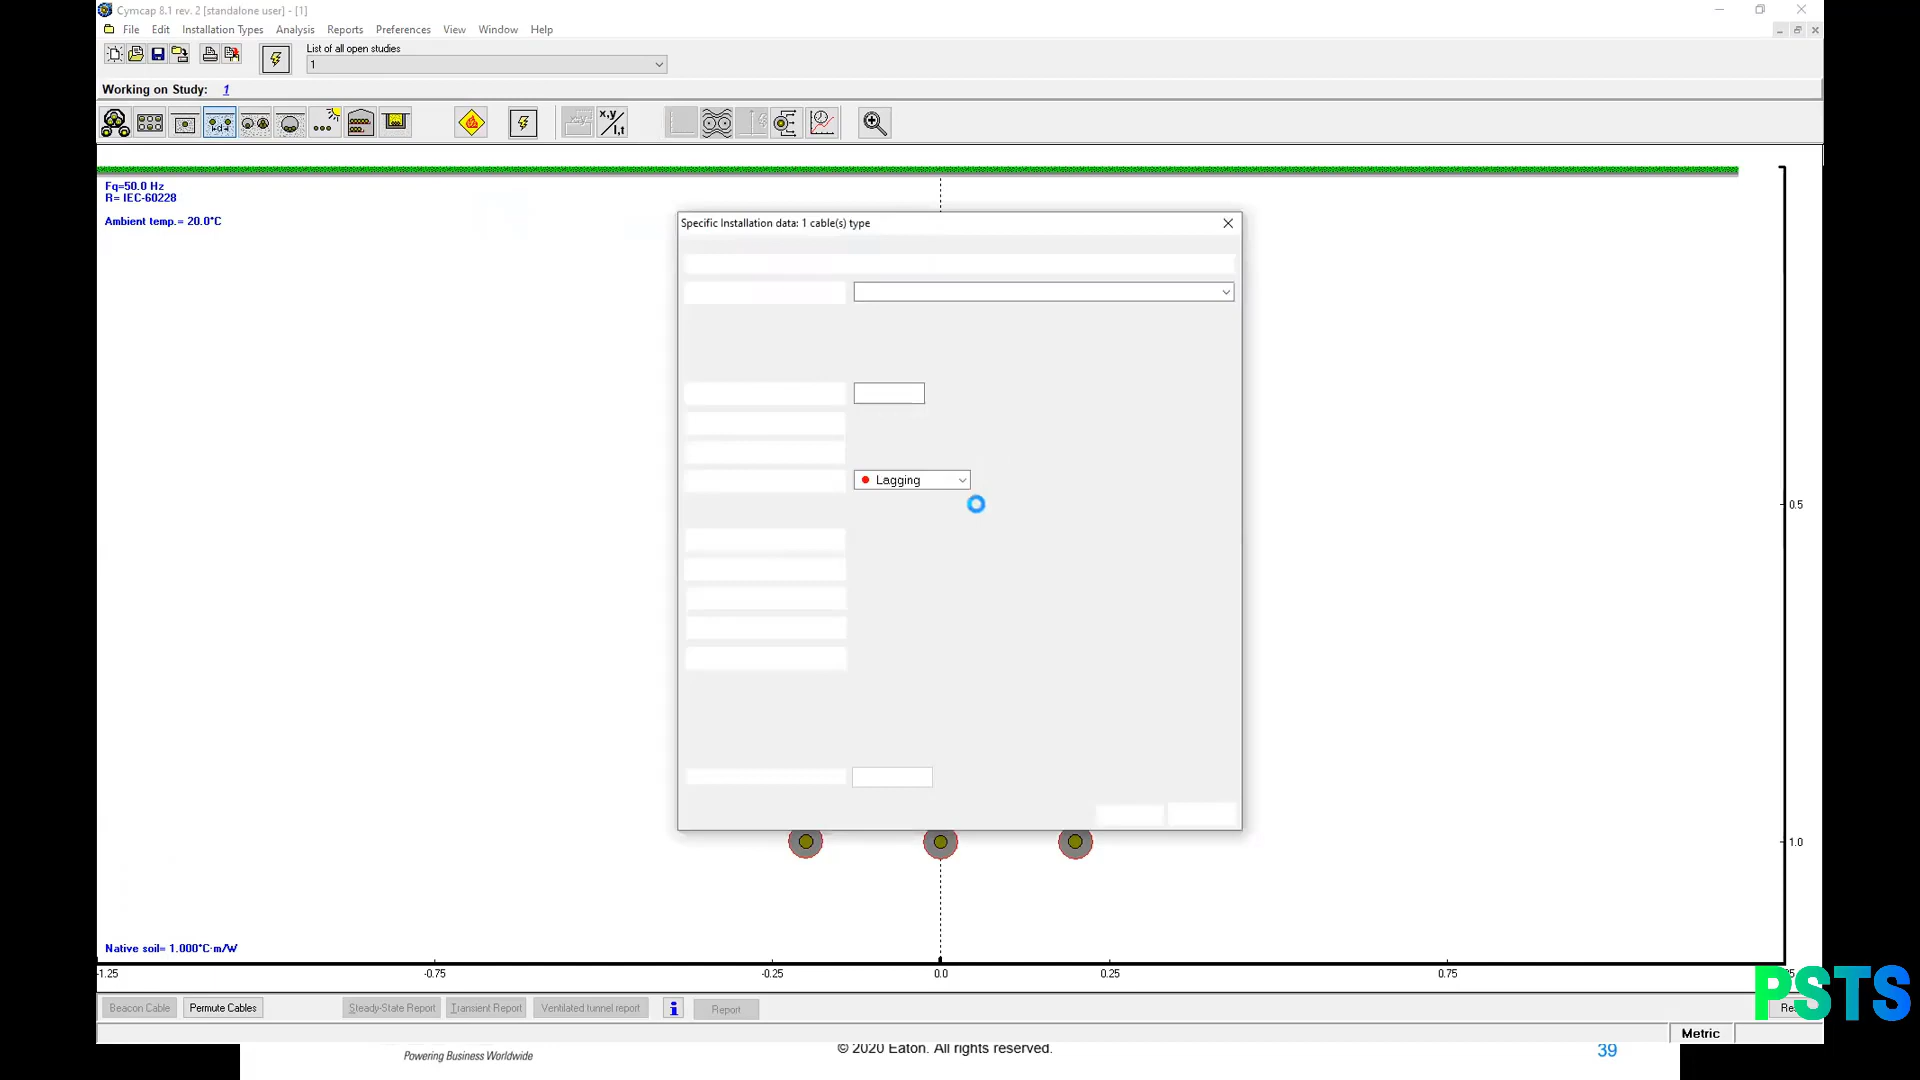 Cymcap 8.1 rev. 2 [standalone user] - [1]
File Edit Installation Types Analysis Reports Preferences View Window Help
List of all open studies
1
Working on Study: 1
x,y/
l,t
Fq=50.0 Hz
R= IEC-60228
Ambient temp.= 20.0°C
Specific Installation data: 1 cable(s) type
Lagging
0.5
1.0
Native soil= 1.000°C·m/W
-1.25 -0.75 -0.25 0.0 0.25 0.75
PSTS
Beacon Cable Permute Cables Steady-State Report Transient Report Ventilated tunnel report i Report
Metric
Powering Business Worldwide
© 2020 Eaton. All rights reserved.
39